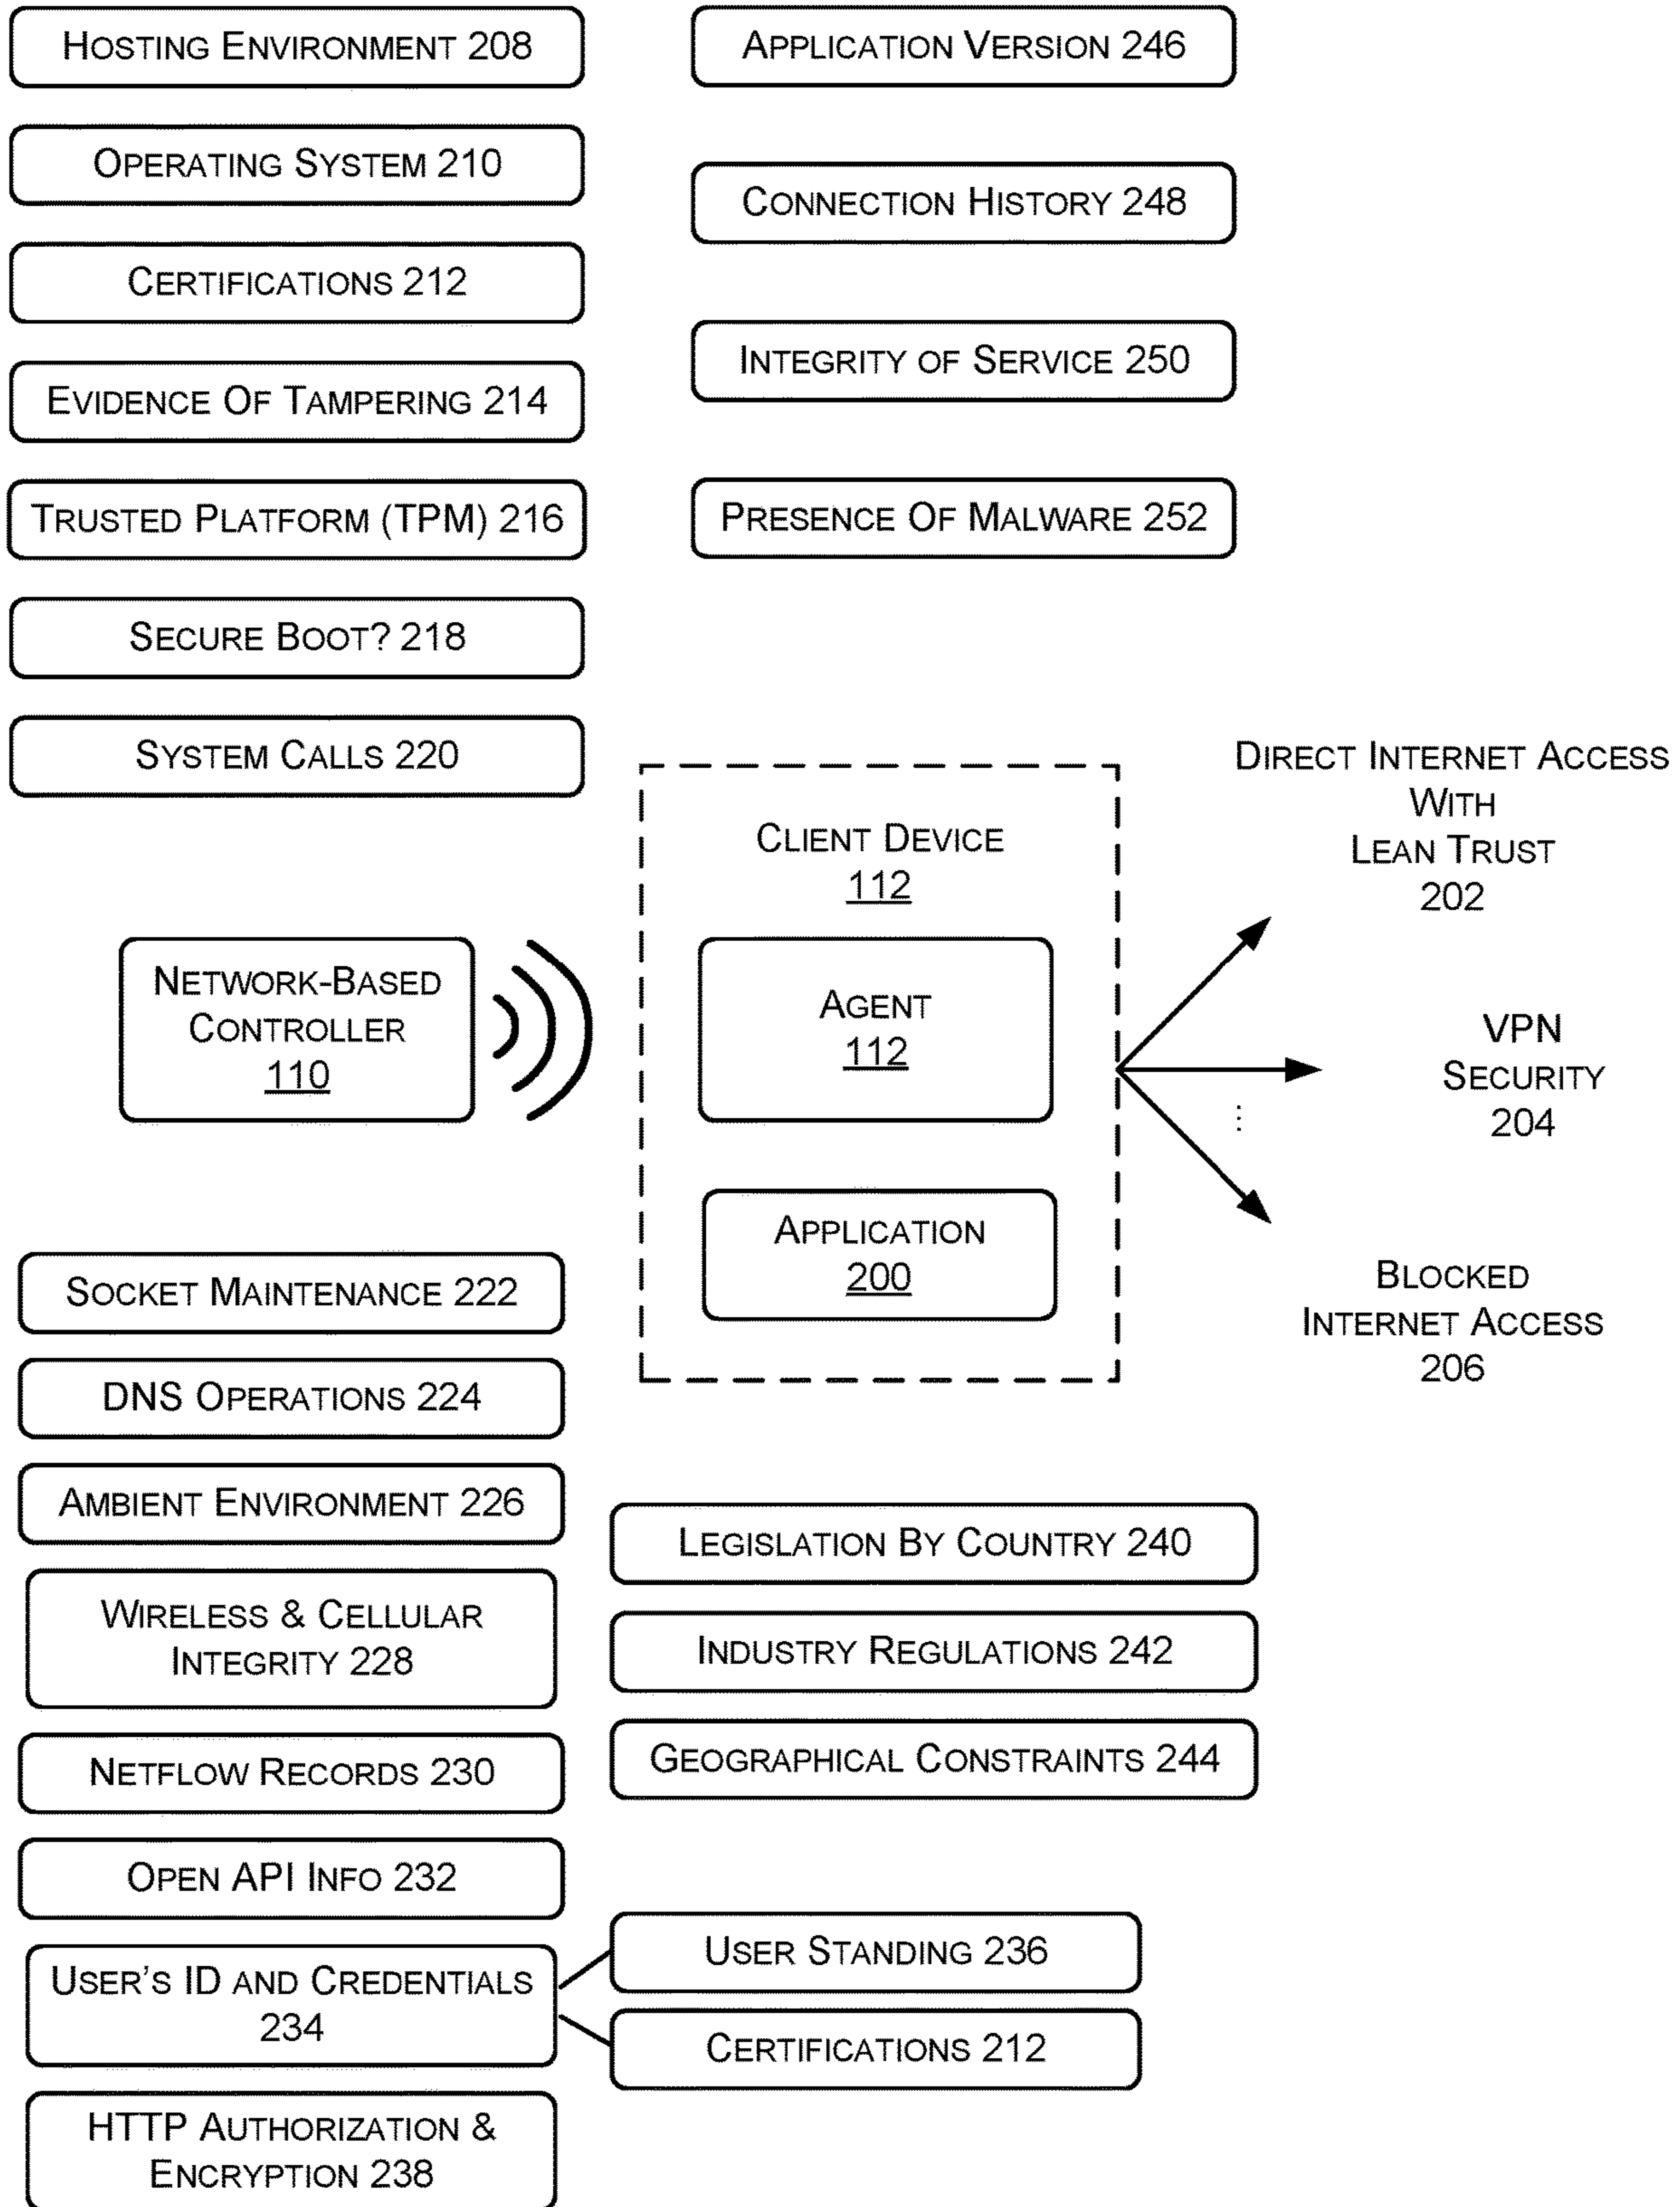 HOSTING ENVIRONMENT 208
OPERATING SYSTEM 210
CERTIFICATIONS 212
EVIDENCE OF TAMPERING 214
TRUSTED PLATFORM (TPM) 216
SECURE BOOT? 218
SYSTEM CALLS 220
APPLICATION VERSION 246
CONNECTION HISTORY 248
INTEGRITY OF SERVICE 250
PRESENCE OF MALWARE 252
NETWORK-BASED
CONTROLLER
110
CLIENT DEVICE
112
AGENT
112
APPLICATION
200
DIRECT INTERNET ACCESS
WITH
LEAN TRUST
202
VPN
SECURITY
204
...
BLOCKED
INTERNET ACCESS
206
SOCKET MAINTENANCE 222
DNS OPERATIONS 224
AMBIENT ENVIRONMENT 226
WIRELESS & CELLULAR
INTEGRITY 228
NETFLOW RECORDS 230
OPEN API INFO 232
USER'S ID AND CREDENTIALS
234
HTTP AUTHORIZATION &
ENCRYPTION 238
LEGISLATION BY COUNTRY 240
INDUSTRY REGULATIONS 242
GEOGRAPHICAL CONSTRAINTS 244
USER STANDING 236
CERTIFICATIONS 212